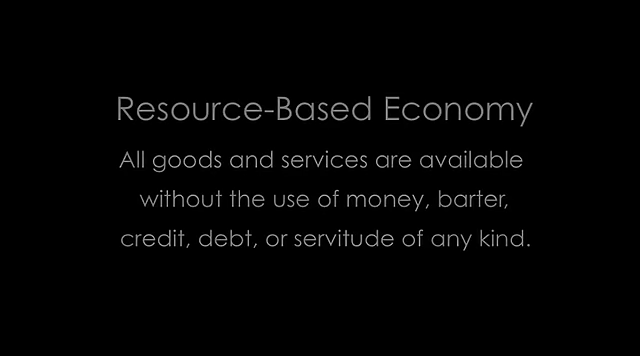 Resource-Based Economy
All goods and services are available
without the use of money, barter,
credit, debt, or servitude of any kind.